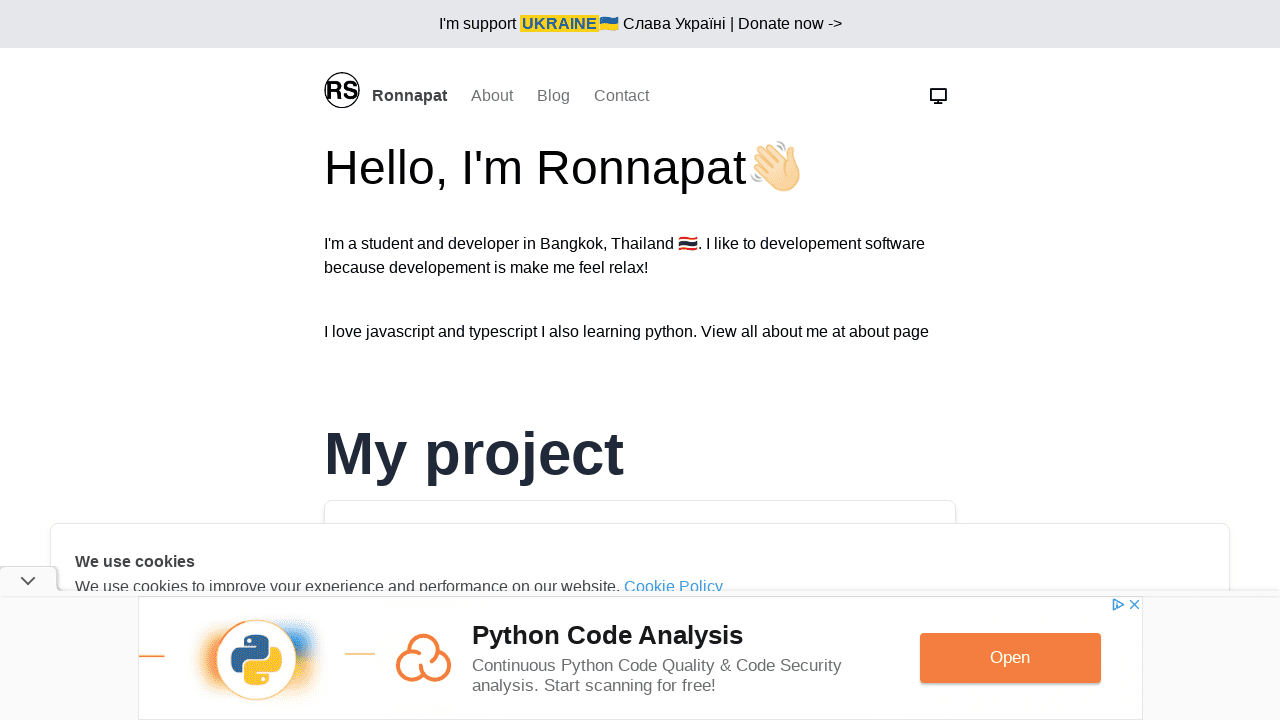 I'm support UKRAINE🇺🇦 Слава Україні | Donate now ->
RS Ronnapat About Blog Contact
Hello, I'm Ronnapat👋🏻
I'm a student and developer in Bangkok, Thailand 🇹🇭. I like to developement software
because developement is make me feel relax!
I love javascript and typescript I also learning python. View all about me at about page
My project
We use cookies
We use cookies to improve your experience and performance on our website. Cookie Policy
Python Code Analysis
Continuous Python Code Quality & Code Security
analysis. Start scanning for free!
Open